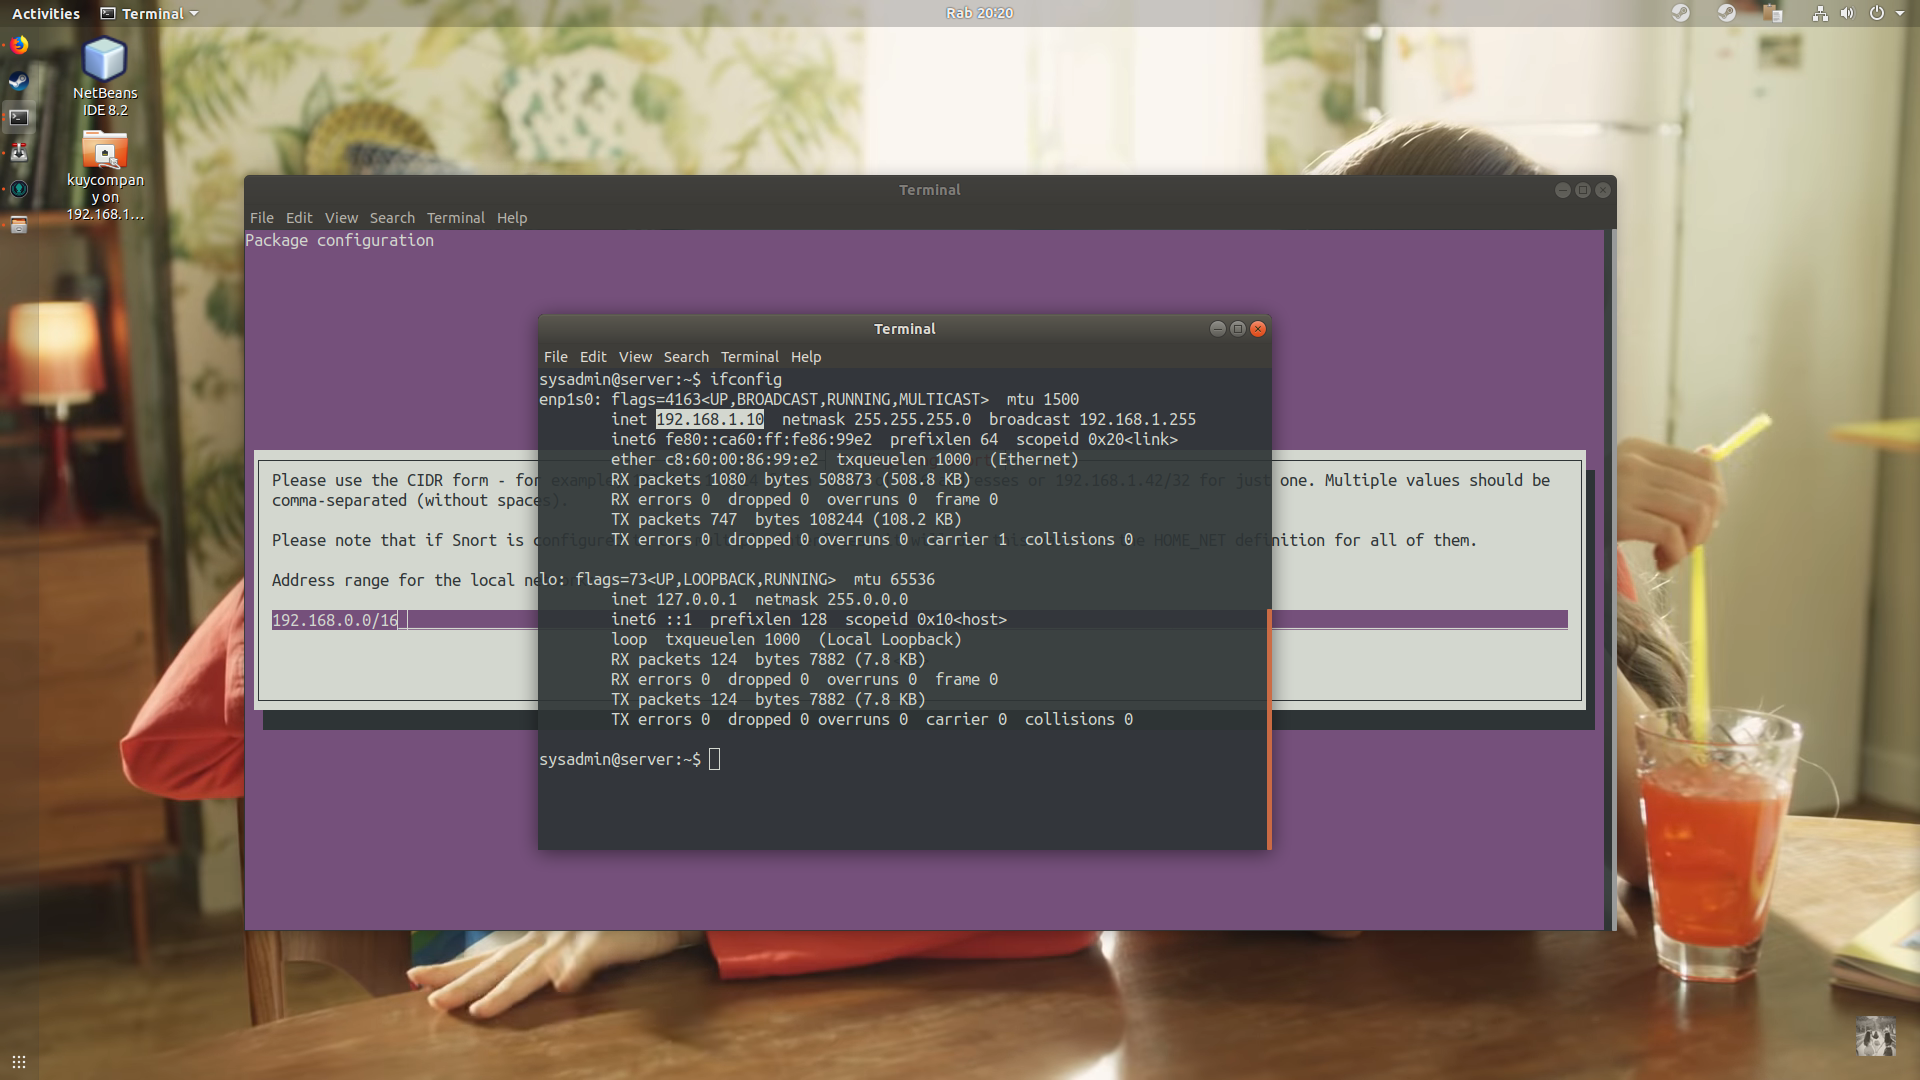 Activities
Terminal
Rab 20:20
NetBeans
IDE 8.2
kuycompan
y on
192.168.1...
Terminal
File Edit View Search Terminal Help
Package configuration
Please use the CIDR form - for example, or 192.168.1.42/32 for just one. Multiple values should be
comma-separated (without spaces).
Please note that if Snort is HOME_NET definition for all of them.
Address range for the local
192.168.0.0/16
Terminal
File Edit View Search Terminal Help
sysadmin@server:~$ ifconfig
enp1s0: flags=4163<UP,BROADCAST,RUNNING,MULTICAST>  mtu 1500
inet 192.168.1.10  netmask 255.255.255.0  broadcast 192.168.1.255
inet6 fe80::ca60:ff:fe86:99e2  prefixlen 64  scopeid 0x20<link>
ether c8:60:00:86:99:e2  txqueuelen 1000  (Ethernet)
RX packets 1080  bytes 508873 (508.8 KB)
RX errors 0  dropped 0  overruns 0  frame 0
TX packets 747  bytes 108244 (108.2 KB)
TX errors 0  dropped 0 overruns 0  carrier 1  collisions 0
lo: flags=73<UP,LOOPBACK,RUNNING>  mtu 65536
inet 127.0.0.1  netmask 255.0.0.0
inet6 ::1  prefixlen 128  scopeid 0x10<host>
loop  txqueuelen 1000  (Local Loopback)
RX packets 124  bytes 7882 (7.8 KB)
RX errors 0  dropped 0  overruns 0  frame 0
TX packets 124  bytes 7882 (7.8 KB)
TX errors 0  dropped 0 overruns 0  carrier 0  collisions 0
sysadmin@server:~$